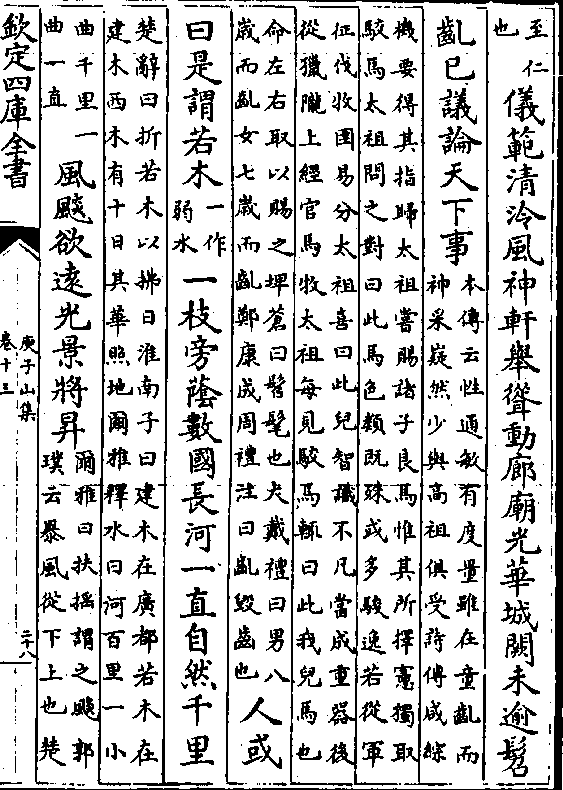 至仁
也
儀範清泠風神軒舉聳動廊廟光華城闕未逾髫
齓已議論天下事
本傳云性通敏有度量雖在童齓而
神采嶷然少與高祖俱受詩傳咸綜
機要得其指歸太祖嘗賜諸子良馬惟其所擇憲獨取
駮馬太祖問之對曰此馬色類既殊或多駿逸若從軍
征伐牧圉易分太祖喜曰此兒智識不凡當成重器後
從獵隴上經官馬牧太祖每見駮馬輒曰此我兒馬也
命左右取以賜之埤蒼曰髫髦也大戴禮曰男八
歲而齓女七歲而齓鄭康成周禮注曰齓毀齒也
人或
曰是謂若木
一作
弱水
一枝旁蔭數國長河一直自然千里
楚辭曰折若木以拂日淮南子曰建木在廣都若木在
建木西木有十日其華照地爾雅釋水曰河百里一小
曲千里一
曲一直
風飈欲遠光景將昇
爾雅曰扶搖謂之飈郭
璞云暴風從下上也楚
欽定四庫全書
庾子山集
卷十三
二十八